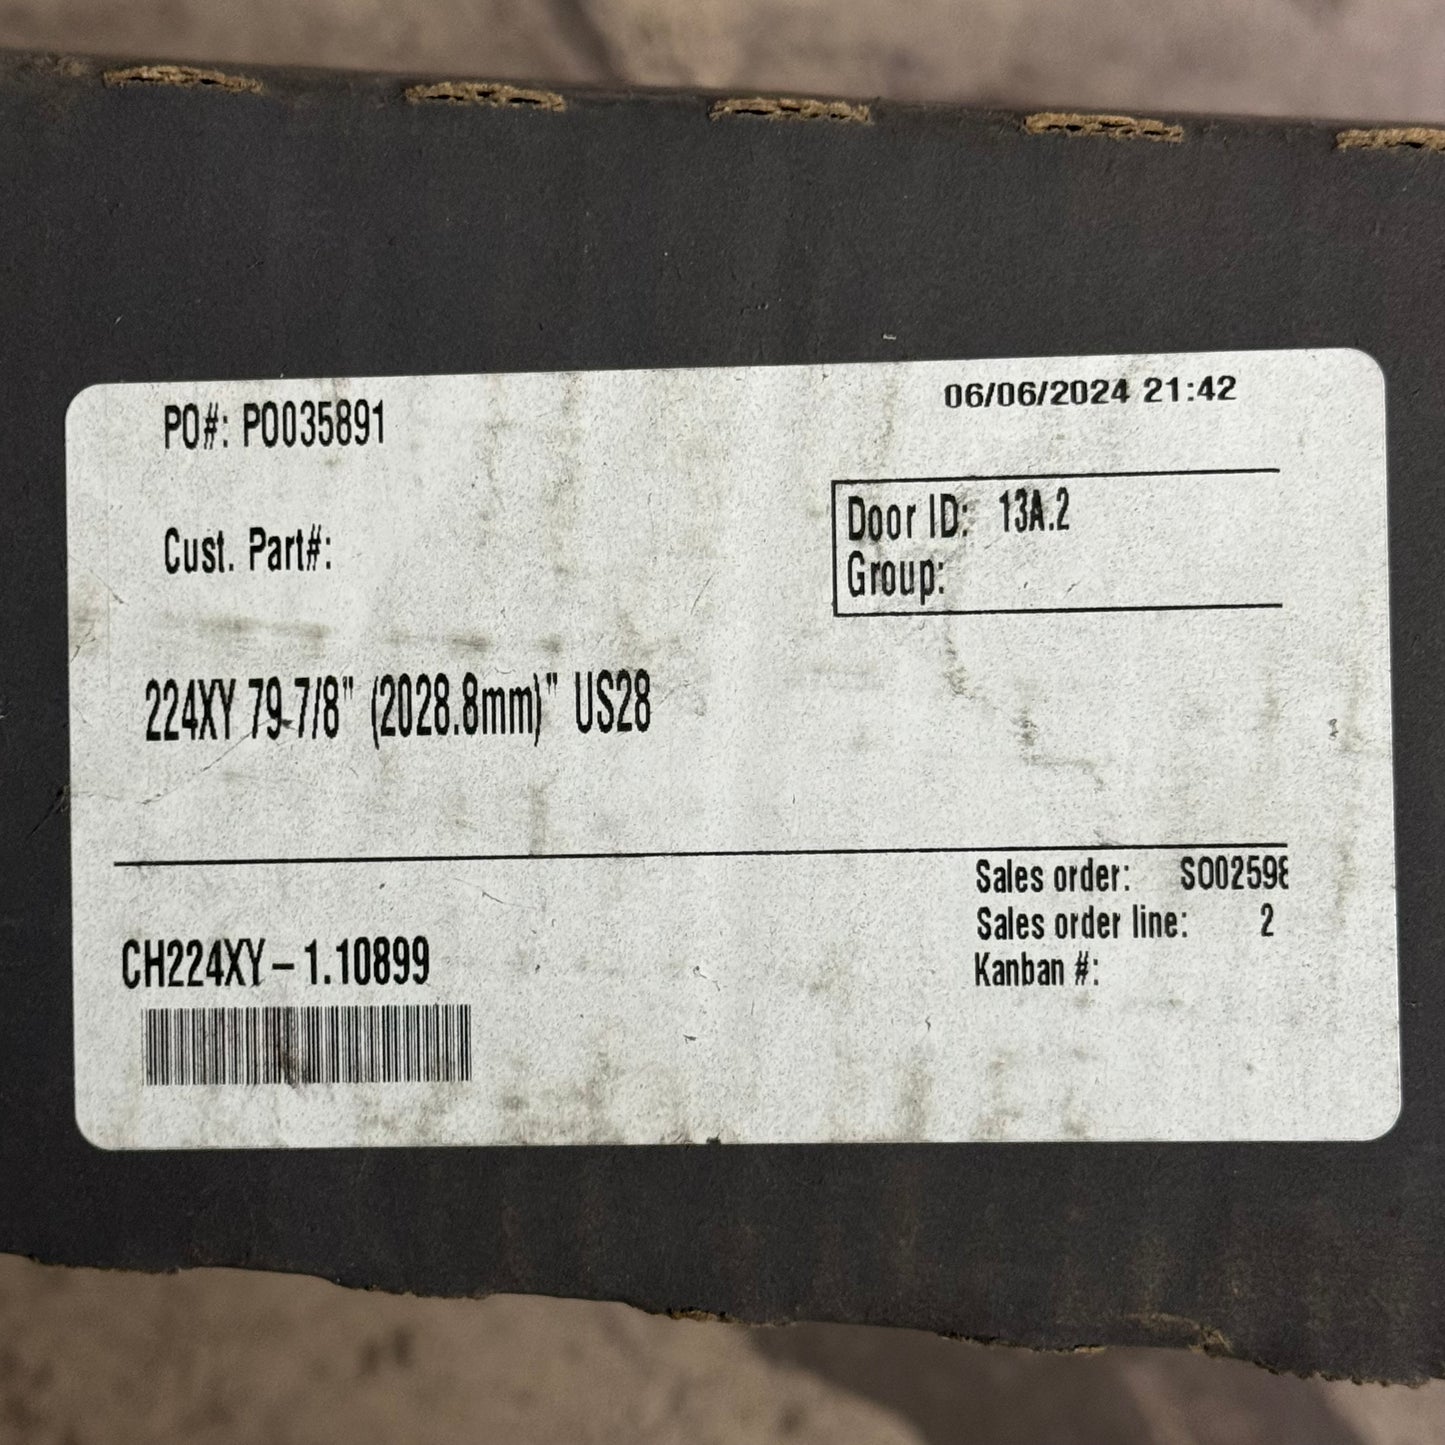 06/06/2024 21:42
PO#: PO035891
Door ID: 13A.2
Cust. Part#:
Group:
224XY 79-7/8" (2028.8mm)" US28
Sales order: SO02598
Sales order line: 2
CH224XY-1.10899
Kanban #: